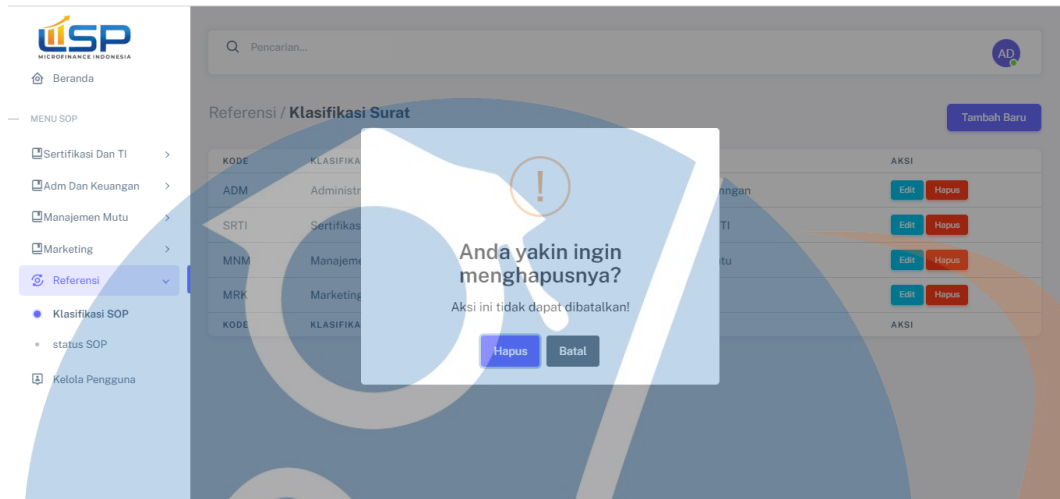 LSP
MICROFINANCE INDONESIA
Beranda
MENU SOP
Sertifikasi Dan TI
Adm Dan Keuangan
Manajemen Mutu
Marketing
Referensi
Klasifikasi SOP
status SOP
Kelola Pengguna
Pencarian...
AD
Referensi / Klasifikasi Surat
Tambah Baru
KODE KLASIFIKA AKSI
ADM Administr nngan Edit Hapus
SRTI Sertifikas TI Edit Hapus
MNM Manajeme tu Edit Hapus
MRK Marketing Edit Hapus
KODE KLASIFIKA AKSI
!
Anda yakin ingin
menghapusnya?
Aksi ini tidak dapat dibatalkan!
Hapus Batal